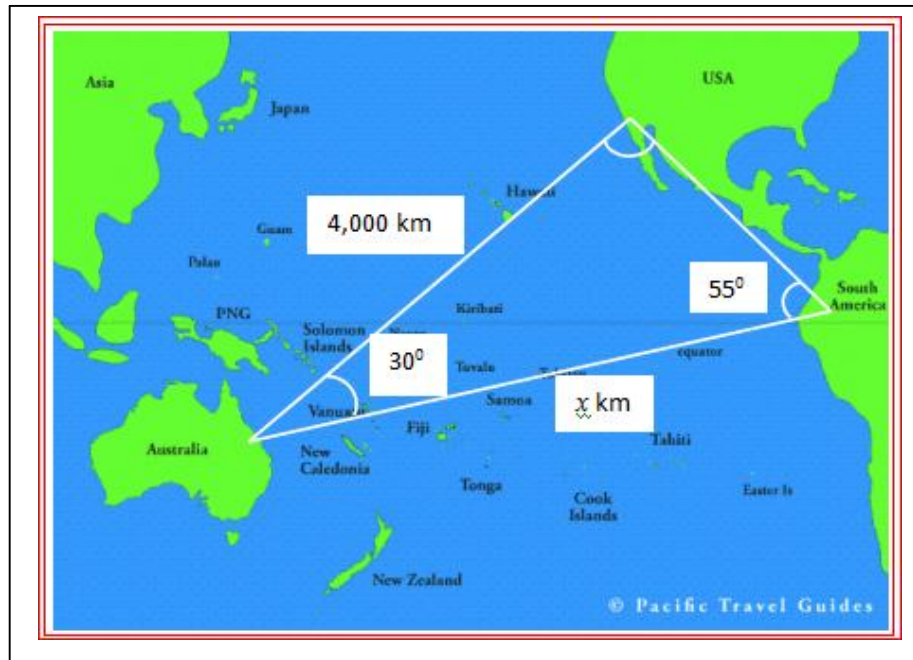 USA
Asia
Japan
Hawaii
4,000 km
Guam
Palau
55⁰
South
America
PNG
Kiribati
Solomon
Islands
30⁰
equator
Tuvalu
Samoa
x km
Vanuatu
Fiji
Tahiti
Australia
New
Caledonia
Tonga
Cook
Islands
Easter Is
New Zealand
© Pacific Travel Guides